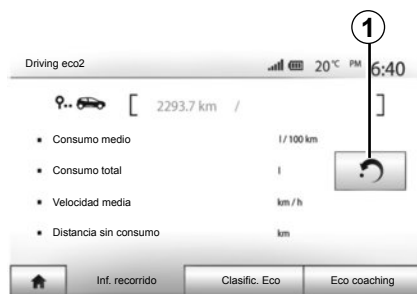 1
Driving eco2 20°C PM 6:40
2293.7 km /
Consumo medio l / 100 km
Consumo total l
Velocidad media km / h
Distancia sin consumo km
Inf. recorrido Clasific. Eco Eco coaching